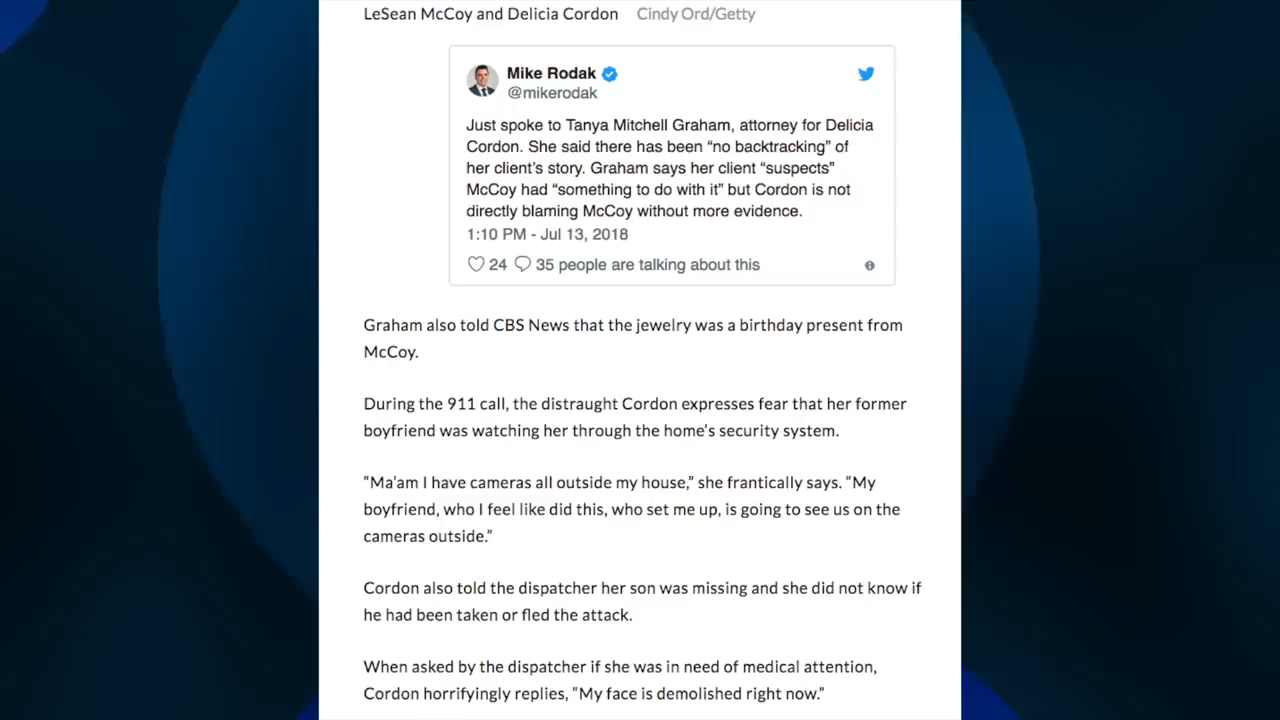 LeSean McCoy and Delicia Cordon Cindy Ord/Getty
Mike Rodak
@mikerodak
Just spoke to Tanya Mitchell Graham, attorney for Delicia
Cordon. She said there has been “no backtracking” of
her client’s story. Graham says her client “suspects”
McCoy had “something to do with it” but Cordon is not
directly blaming McCoy without more evidence.
1:10 PM - Jul 13, 2018
24 35 people are talking about this
Graham also told CBS News that the jewelry was a birthday present from
McCoy.
During the 911 call, the distraught Cordon expresses fear that her former
boyfriend was watching her through the home’s security system.
“Ma’am I have cameras all outside my house,” she frantically says. “My
boyfriend, who I feel like did this, who set me up, is going to see us on the
cameras outside.”
Cordon also told the dispatcher her son was missing and she did not know if
he had been taken or fled the attack.
When asked by the dispatcher if she was in need of medical attention,
Cordon horrifyingly replies, “My face is demolished right now.”